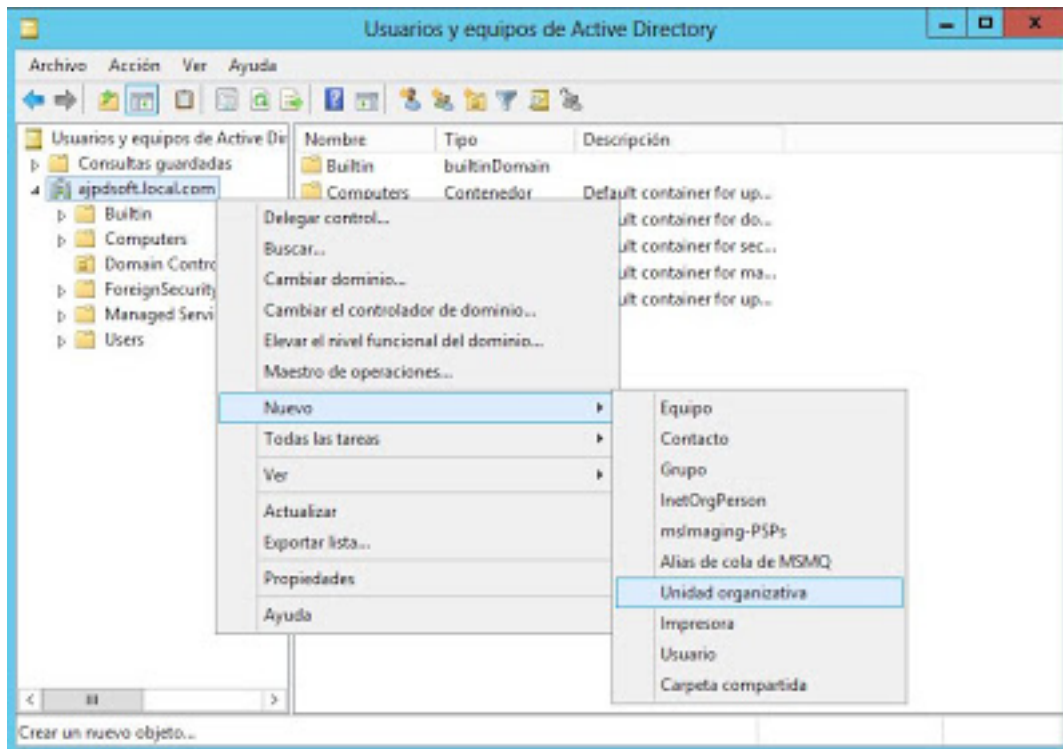 Usuarios y equipos de Active Directory
Archivo Acción Ver Ayuda
Usuarios y equipos de Active Dir
Consultas guardadas
ajpdsoft.local.com
Builtin
Computers
Domain Contro
ForeignSecurity
Managed Servi
Users
Nombre Tipo Descripción
Builtin builtinDomain
Computers Contenedor Default container for up...
ult container for do...
ult container for sec...
ult container for ma...
ult container for up...
Delegar control...
Buscar...
Cambiar dominio...
Cambiar el controlador de dominio...
Elevar el nivel funcional del dominio...
Maestro de operaciones...
Nuevo
Todas las tareas
Ver
Actualizar
Exportar lista...
Propiedades
Ayuda
Equipo
Contacto
Grupo
InetOrgPerson
msImaging-PSPs
Alias de cola de MSMQ
Unidad organizativa
Impresora
Usuario
Carpeta compartida
Crear un nuevo objeto...